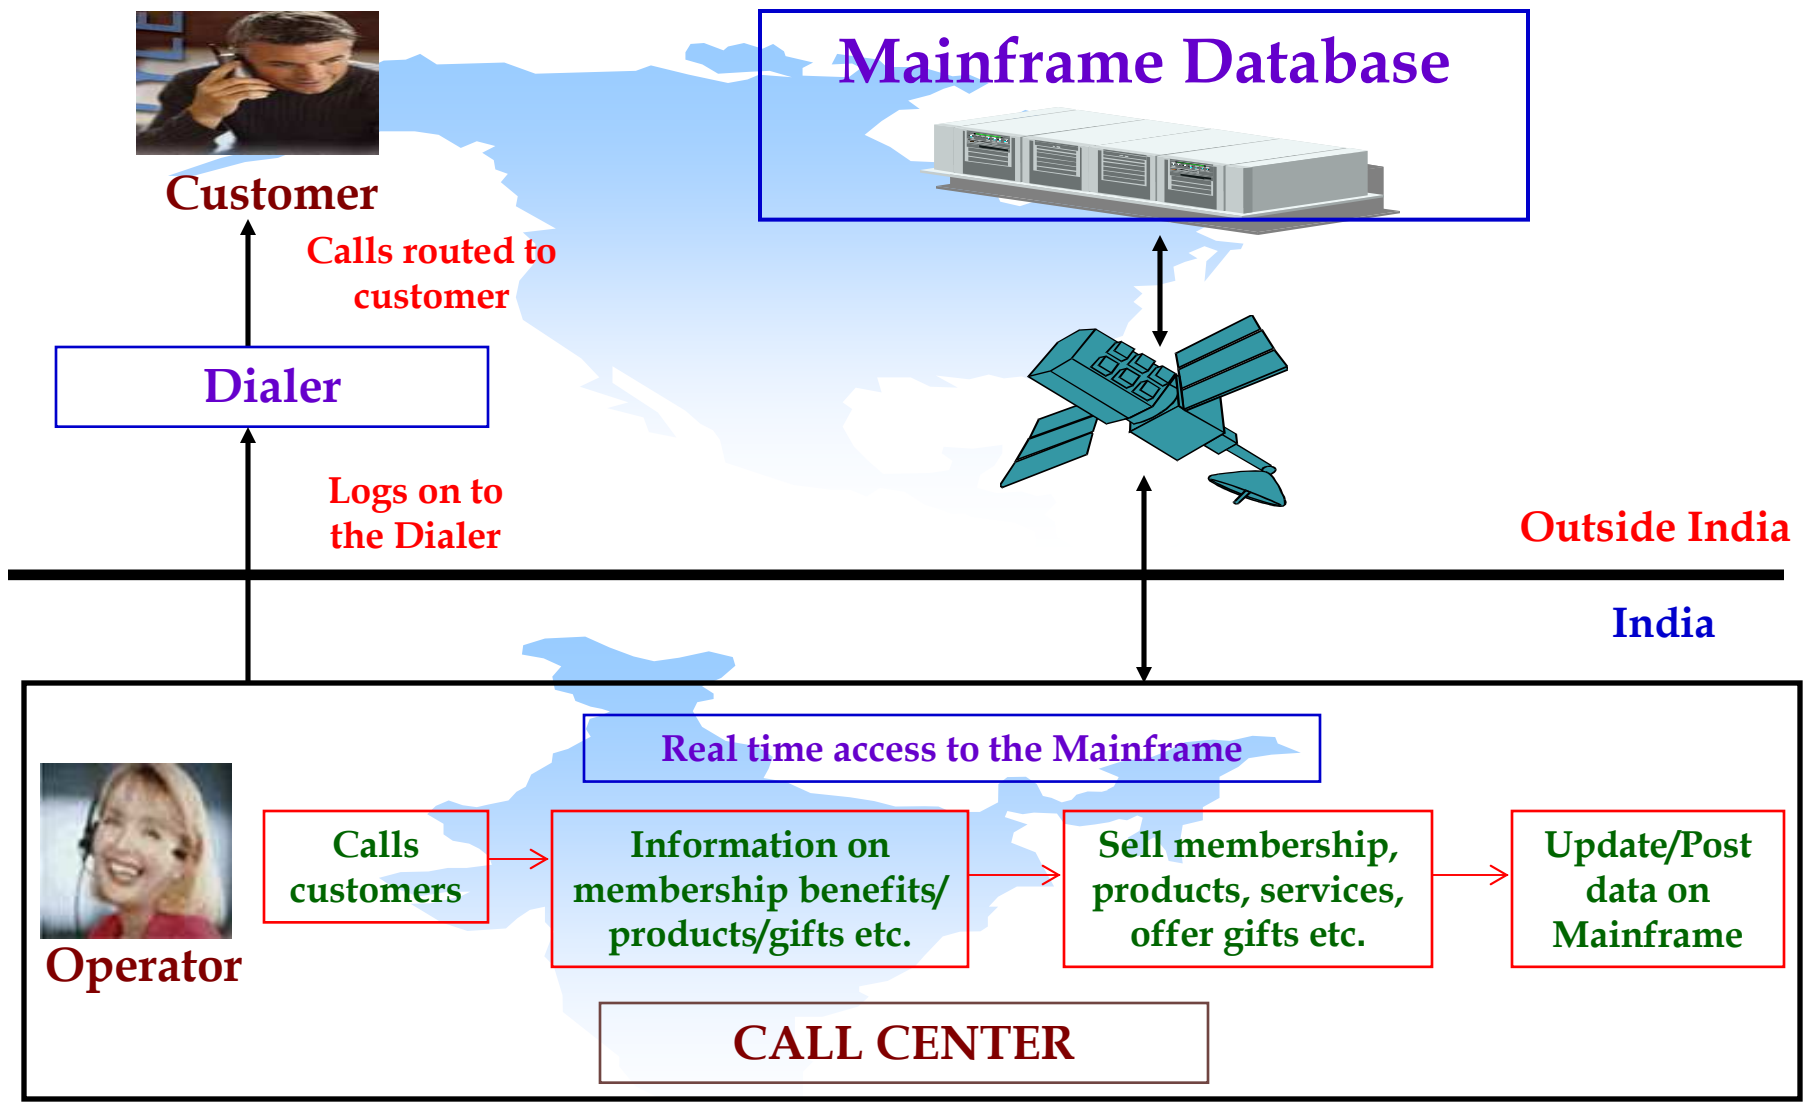 Mainframe Database
Customer
Calls routed to
customer
Dialer
Logs on to
the Dialer
Outside India
India
Real time access to the Mainframe
Calls
customers
Information on
membership benefits/
products/gifts etc.
Sell membership,
products, services,
offer gifts etc.
Update/Post
data on
Mainframe
Operator
CALL CENTER